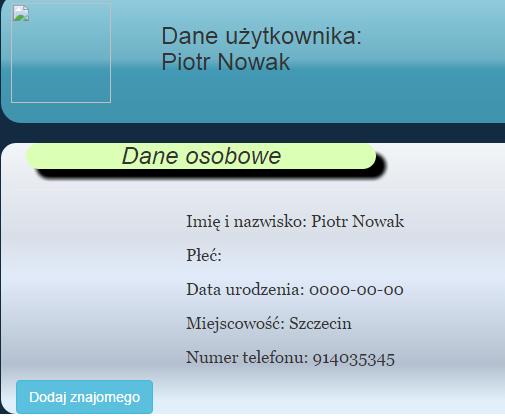 Dane użytkownika:
Piotr Nowak
Dane osobowe
Imię i nazwisko: Piotr Nowak
Płeć:
Data urodzenia: 0000-00-00
Miejscowość: Szczecin
Numer telefonu: 914035345
Dodaj znajomego